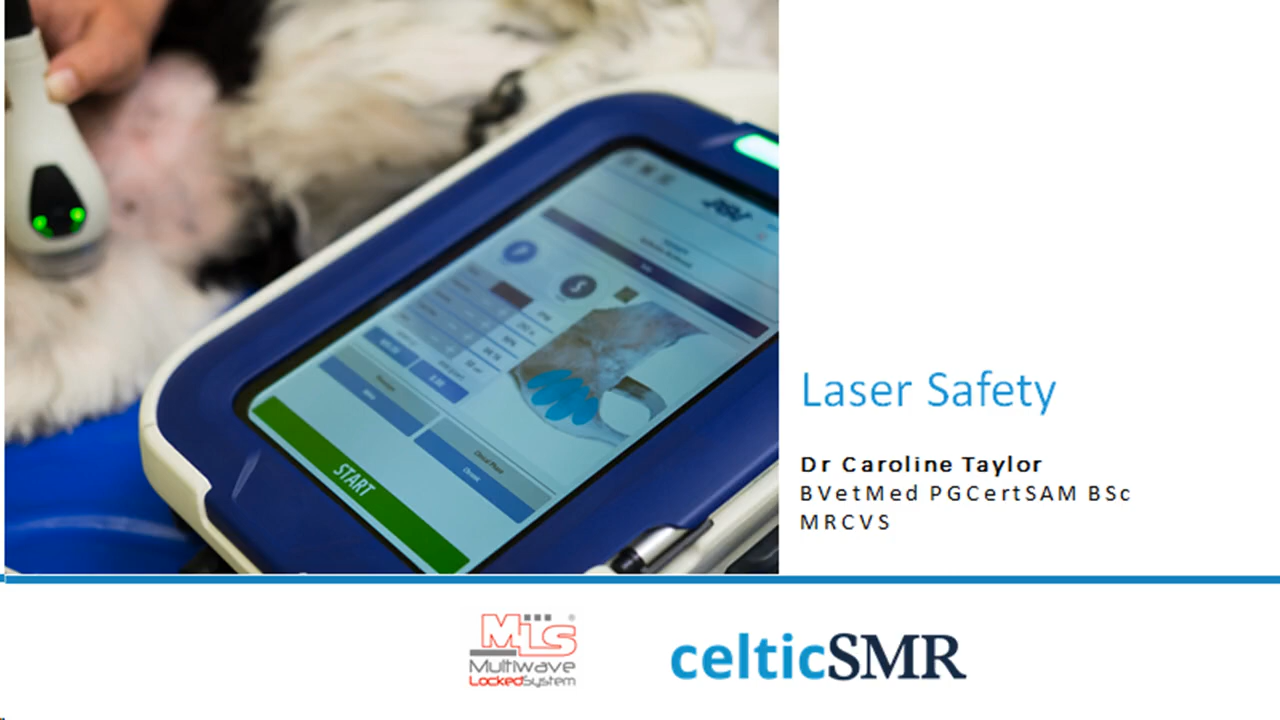 START
Laser Safety
Dr Caroline Taylor
BVetMed PGCertSAM BSc
MRCVS
MLS®
Multiwave
LockedSystem
celticSMR